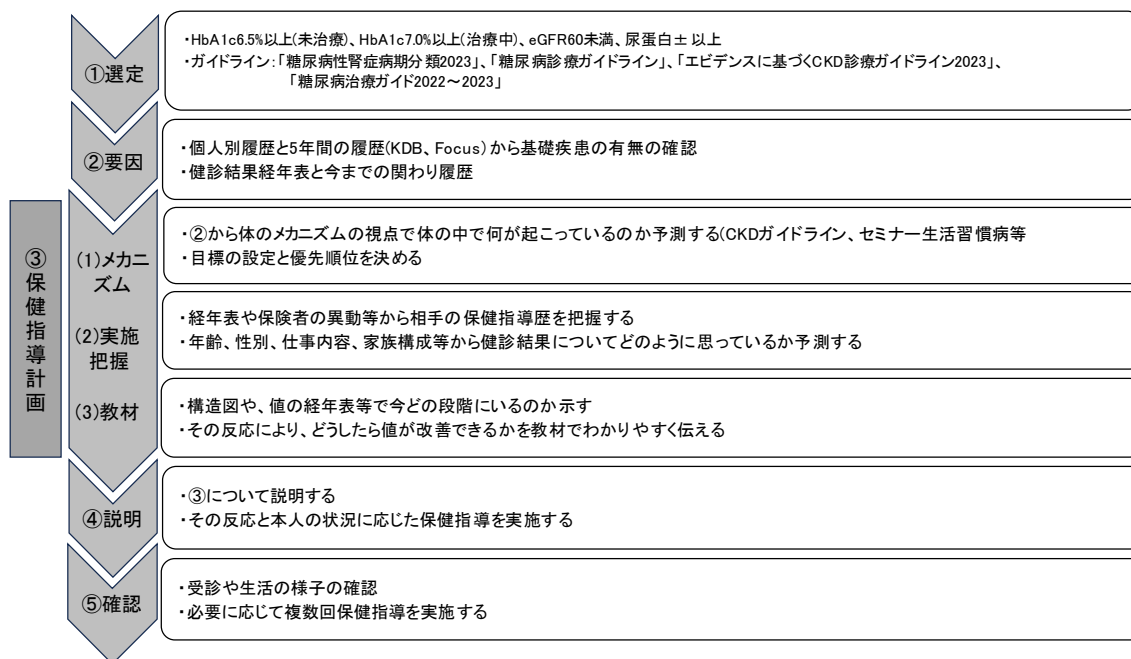 ①選定
・HbA1c6.5%以上(未治療)、HbA1c7.0%以上(治療中)、eGFR60未満、尿蛋白±以上
・ガイドライン:「糖尿病性腎症病期分類2023」、「糖尿病診療ガイドライン」、「エビデンスに基づくCKD診療ガイドライン2023」、
「糖尿病治療ガイド2022～2023」
②要因
・個人別履歴と5年間の履歴(KDB、Focus)から基礎疾患の有無の確認
・健診結果経年表と今までの関わり履歴
③保健指導計画
(1)メカニ
ズム
・②から体のメカニズムの視点で体の中で何が起こっているのか予測する(CKDガイドライン、セミナー生活習慣病等
・目標の設定と優先順位を決める
(2)実施
把握
・経年表や保険者の異動等から相手の保健指導歴を把握する
・年齢、性別、仕事内容、家族構成等から健診結果についてどのように思っているか予測する
(3)教材
・構造図や、値の経年表等で今どの段階にいるのか示す
・その反応により、どうしたら値が改善できるかを教材でわかりやすく伝える
④説明
・③について説明する
・その反応と本人の状況に応じた保健指導を実施する
⑤確認
・受診や生活の様子の確認
・必要に応じて複数回保健指導を実施する